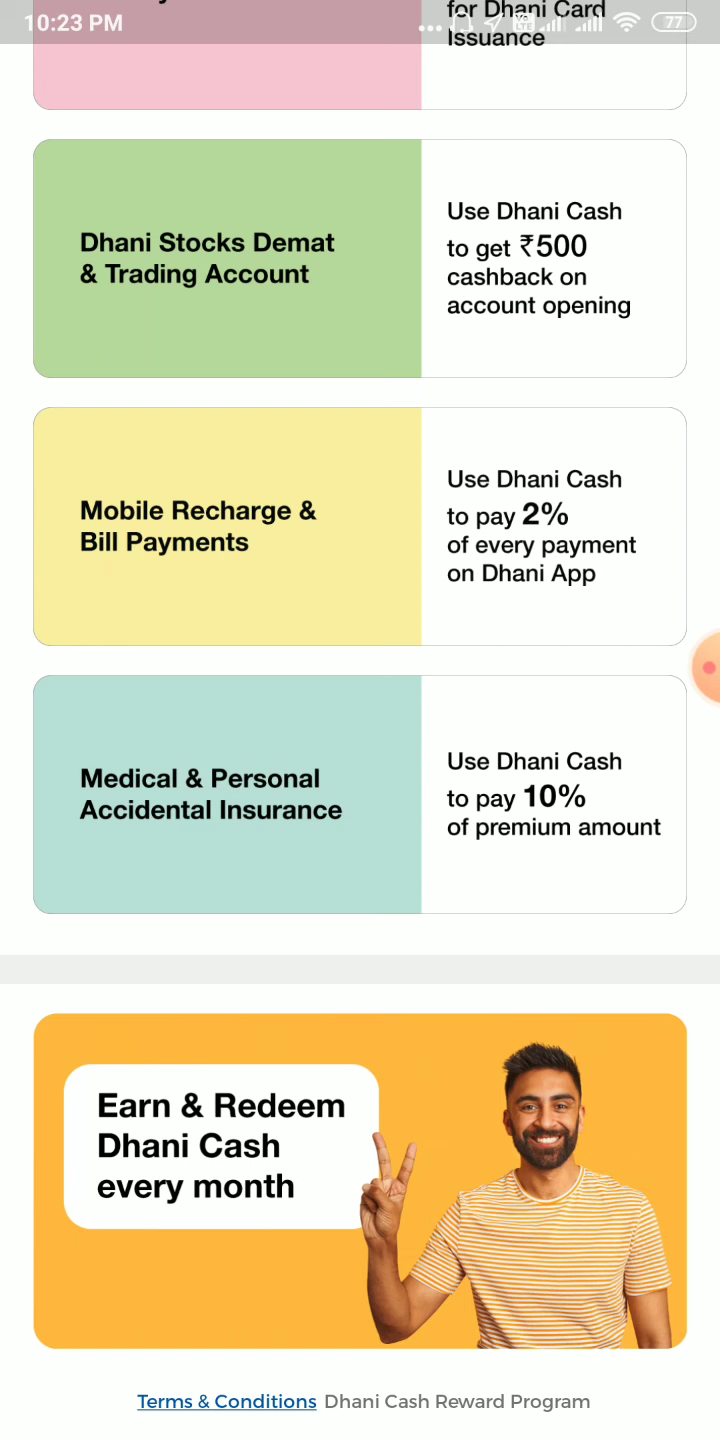 for Dhani Card
10:23 PM
77
Issuance
Dhani Stocks Demat
& Trading Account
Use Dhani Cash
to get ₹500
cashback on
account opening
Mobile Recharge &
Bill Payments
Use Dhani Cash
to pay 2%
of every payment
on Dhani App
Medical & Personal
Accidental Insurance
Use Dhani Cash
to pay 10%
of premium amount
Earn & Redeem
Dhani Cash
every month
Terms & Conditions Dhani Cash Reward Program